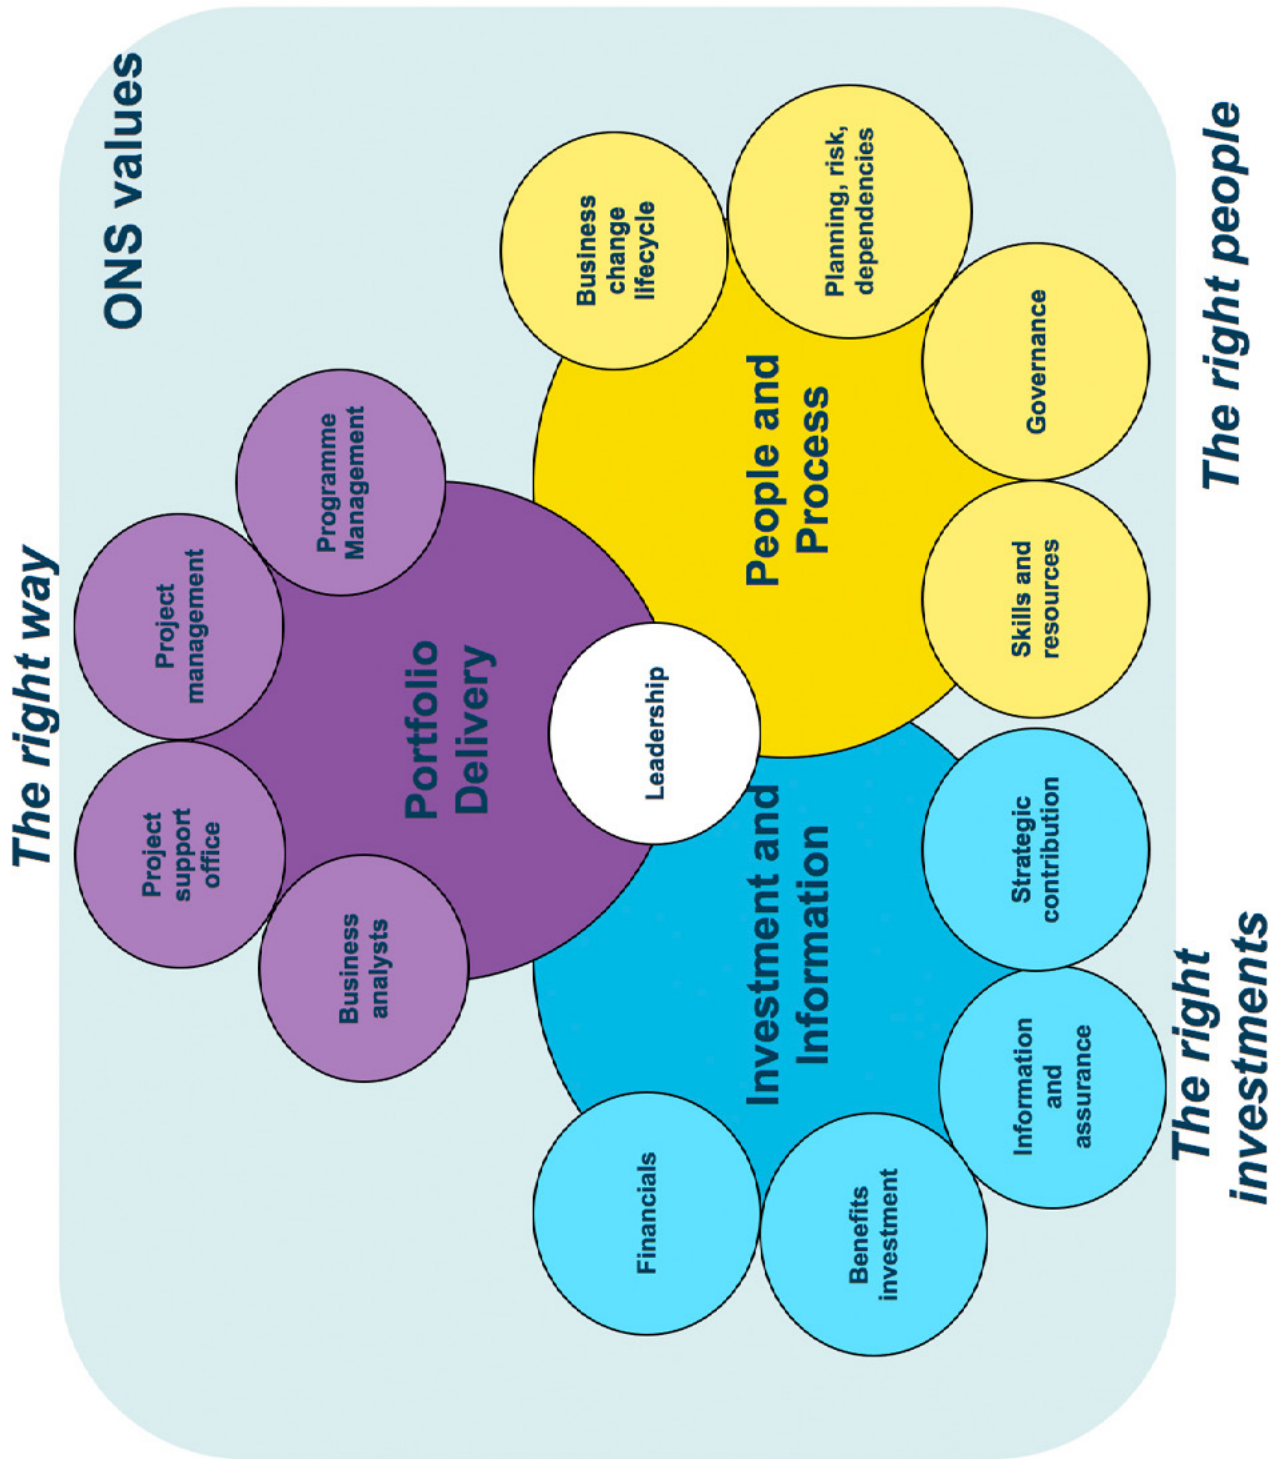 The right way
ONS values
Project
support
office
Project
management
Business
analysts
Programme
Management
Portfolio
Delivery
Leadership
Business
change
lifecycle
Planning, risk,
dependencies
Governance
Skills and
resources
People and
Process
Investment and
Information
Financials
Benefits
investment
Information
and
assurance
Strategic
contribution
The right
investments
The right people